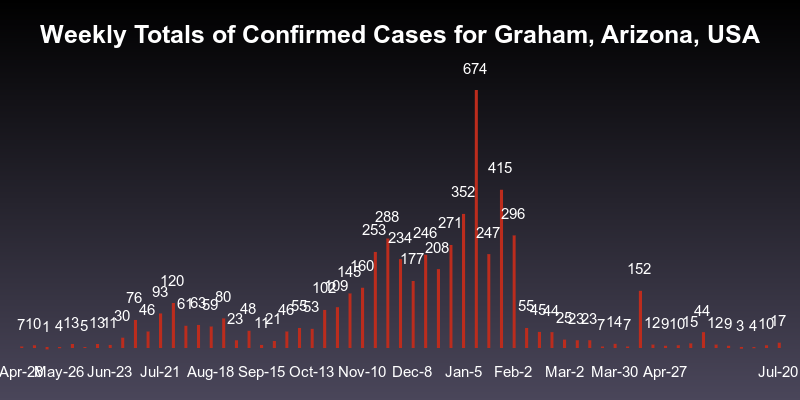 Weekly Totals of Confirmed Cases for Graham, Arizona, USA
7 10 1 4 13 5 13 11 30 76 46 93 120 61 63 59 80 23 48 11 21 46 55 53 102 109 145 160 253 288 234 177 246 208 271 352 674 247 415 296 55 45 44 25 23 23 7 14 7 152 12 9 10 15 44 12 9 3 4 10 17
Apr-28 May-26 Jun-23 Jul-21 Aug-18 Sep-15 Oct-13 Nov-10 Dec-8 Jan-5 Feb-2 Mar-2 Mar-30 Apr-27 Jul-20